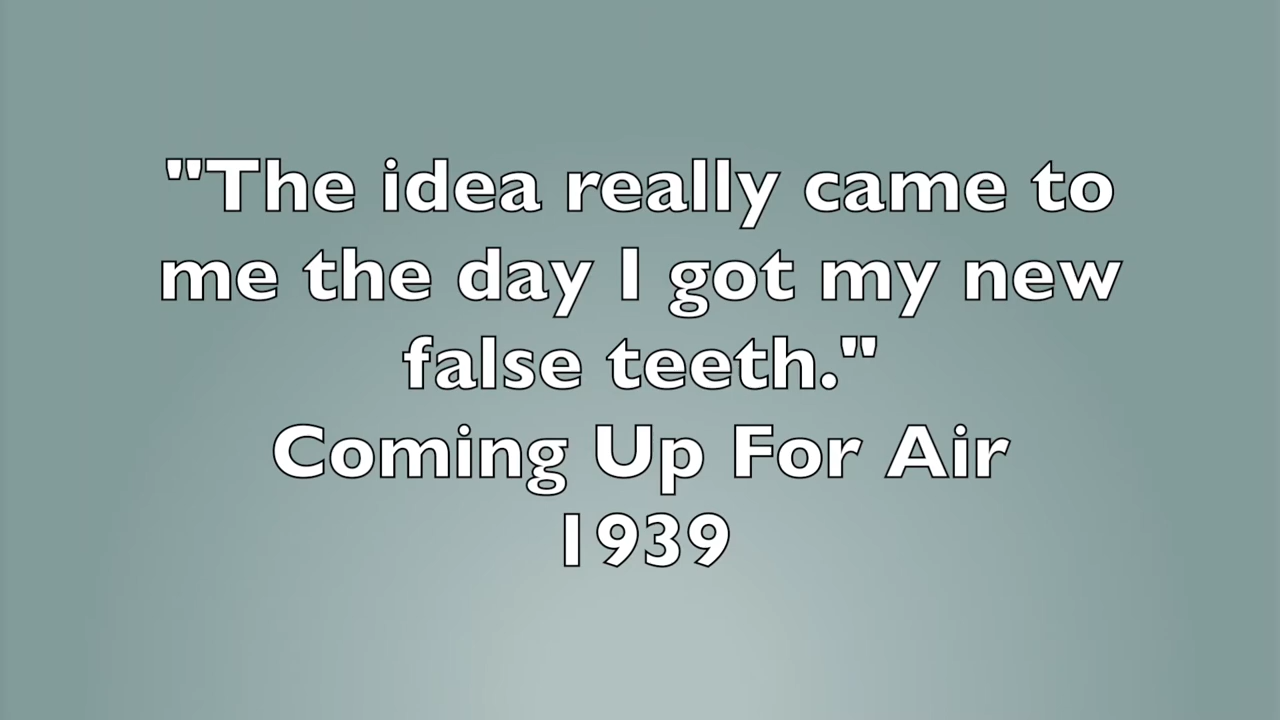 "The idea really came to
me the day I got my new
false teeth."
Coming Up For Air
1939